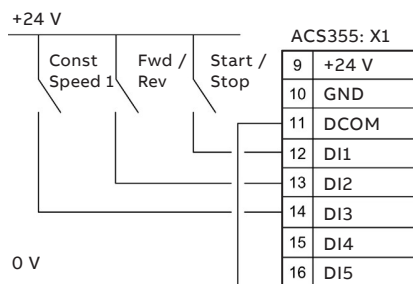 +24 V
Const Speed 1
Fwd / Rev
Start / Stop
ACS355: X1
9 +24 V
10 GND
11 DCOM
12 DI1
13 DI2
14 DI3
15 DI4
16 DI5
0 V